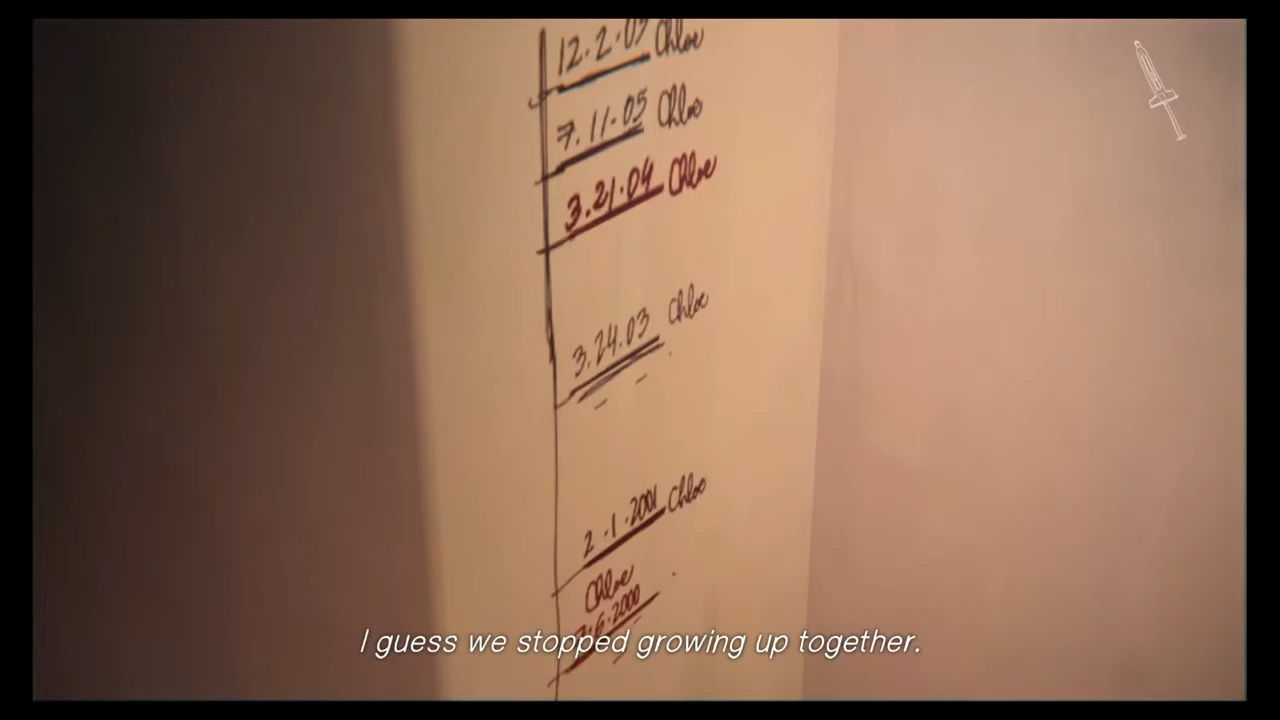 12.2.05 Chloe
7.11.05 Chloe
3.21.04 Chloe
3.24.03 Chloe
2.1.2001 Chloe
Chloe
I guess we stopped growing up together.